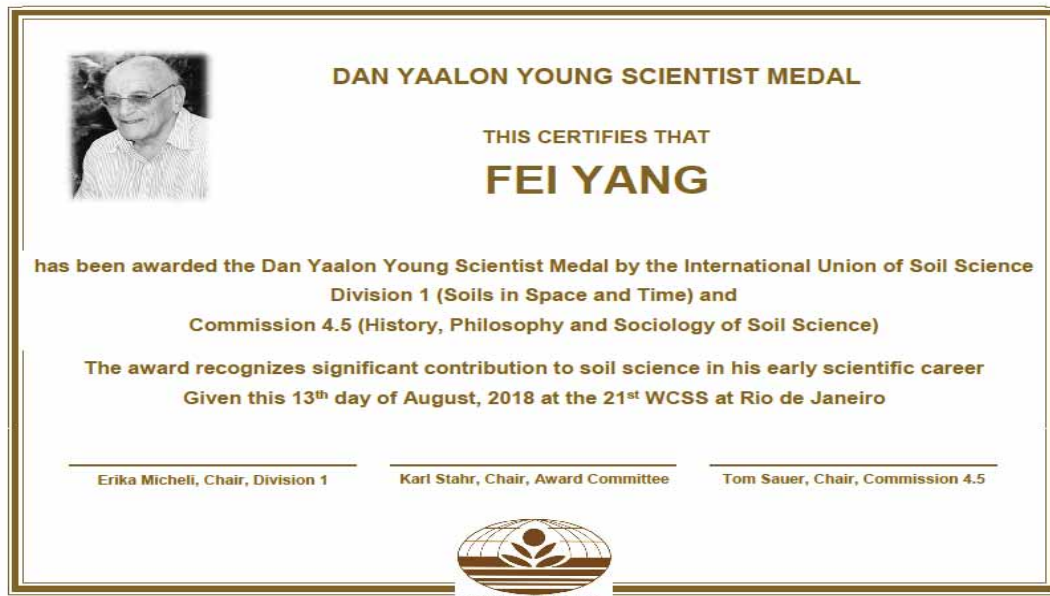 DAN YAALON YOUNG SCIENTIST MEDAL
THIS CERTIFIES THAT
FEI YANG
has been awarded the Dan Yaalon Young Scientist Medal by the International Union of Soil Science
Division 1 (Soils in Space and Time) and
Commission 4.5 (History, Philosophy and Sociology of Soil Science)
The award recognizes significant contribution to soil science in his early scientific career
Given this 13th day of August, 2018 at the 21st WCSS at Rio de Janeiro
Erika Micheli, Chair, Division 1
Karl Stahr, Chair, Award Committee
Tom Sauer, Chair, Commission 4.5